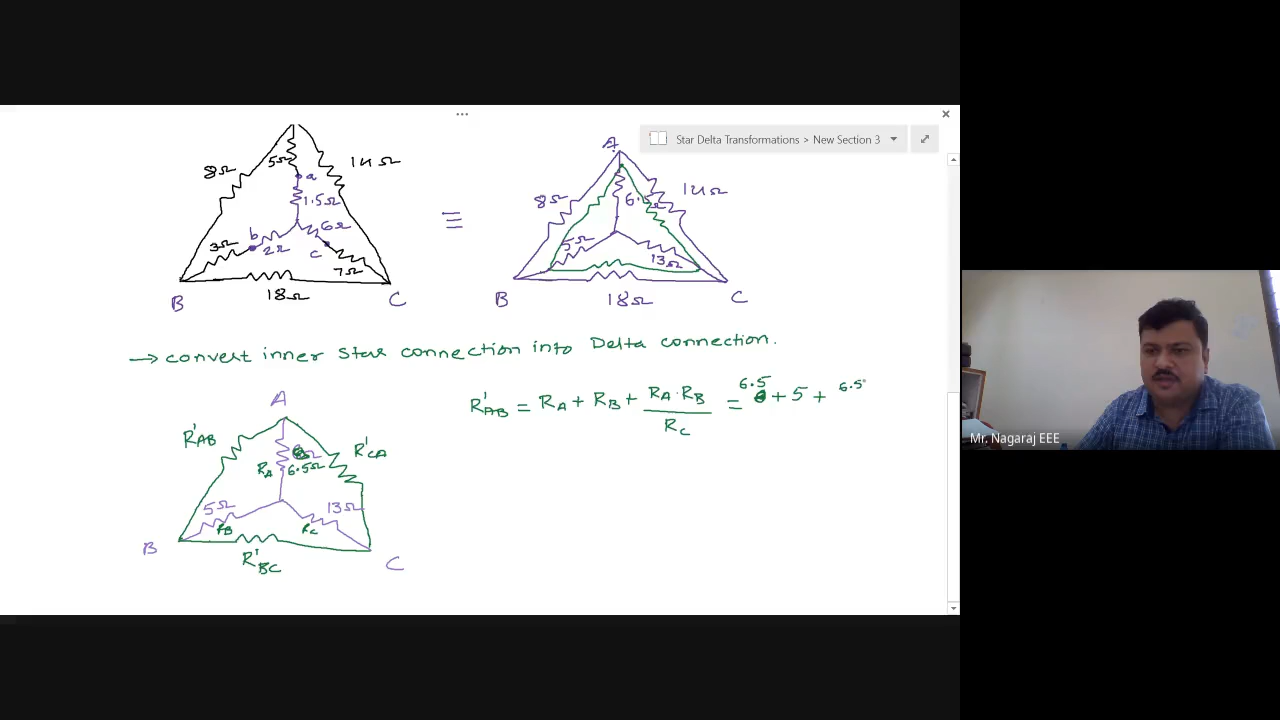 Star Delta Transformations > New Section 3
A
5Ω
8Ω
14Ω
a
1.5Ω
6Ω
b
3Ω
2Ω
c
7Ω
18Ω
B
C
≡
8Ω
14Ω
6.5Ω
5Ω
13Ω
B
18Ω
C
→ convert inner star connection into Delta connection.
A
R'AB = RA + RB + RA·RB/RC = 6.5 + 5 + 6.5
R'AB
R'CA
RA
6.5Ω
5Ω
13Ω
RB
RC
B
R'BC
C
Mr. Nagaraj EEE